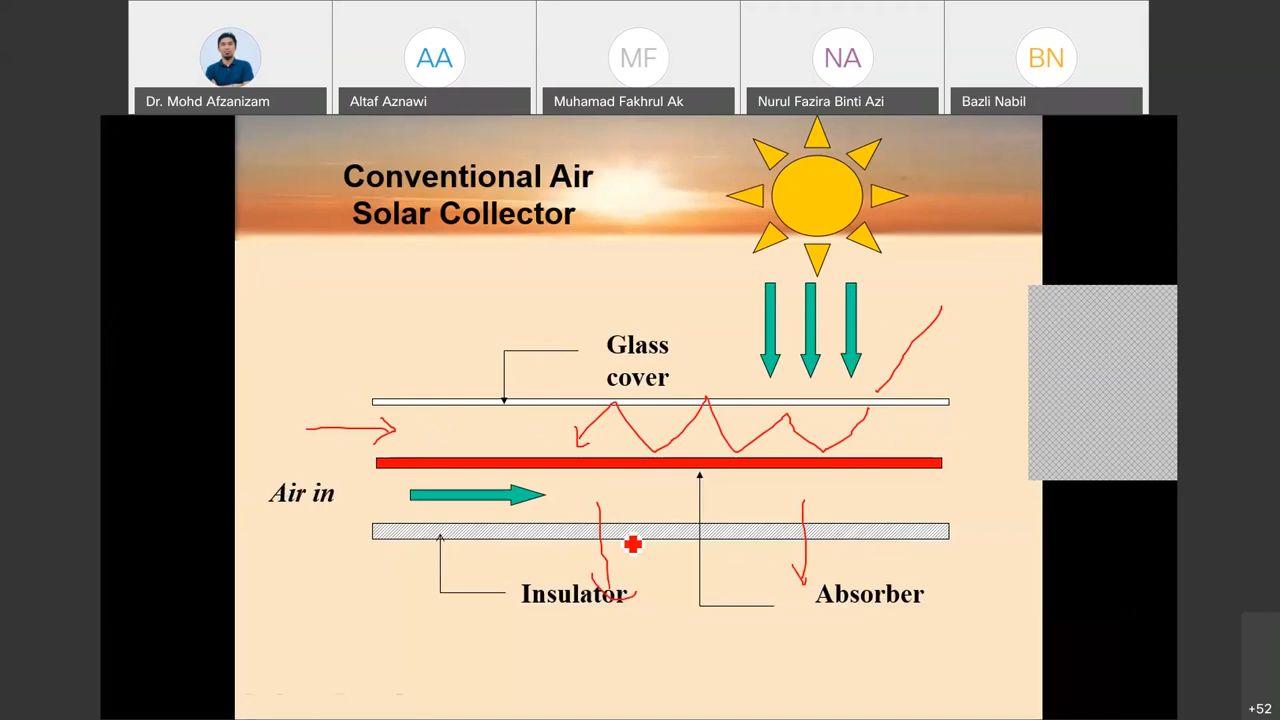 AA
MF
NA
BN
Dr. Mohd Afzanizam
Altaf Aznawi
Muhamad Fakhrul Ak
Nurul Fazira Binti Azi
Bazli Nabil
Conventional Air
Solar Collector
Glass
cover
Air in
Insulator
Absorber
+52